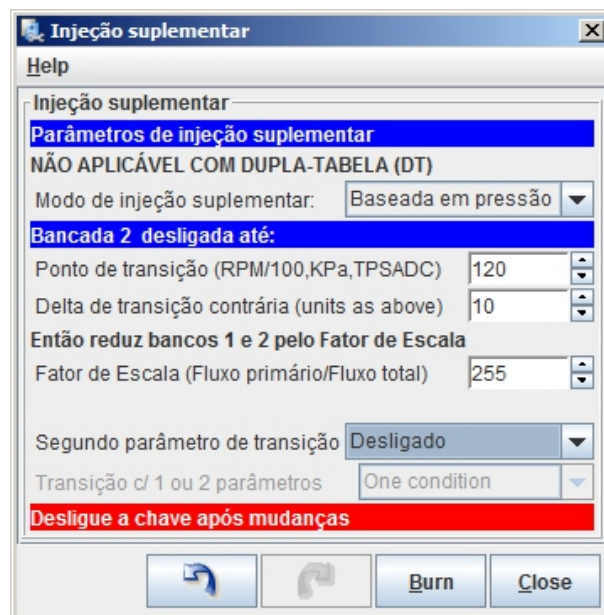 Injeção suplementar
Help
Injeção suplementar
Parâmetros de injeção suplementar
NÃO APLICÁVEL COM DUPLA-TABELA (DT)
Modo de injeção suplementar: Baseada em pressão
Bancada 2 desligada até:
Ponto de transição (RPM/100,KPa,TPSADC) 120
Delta de transição contrária (units as above) 10
Então reduz bancos 1 e 2 pelo Fator de Escala
Fator de Escala (Fluxo primário/Fluxo total) 255
Segundo parâmetro de transição Desligado
Transição c/ 1 ou 2 parâmetros One condition
Desligue a chave após mudanças
Burn Close